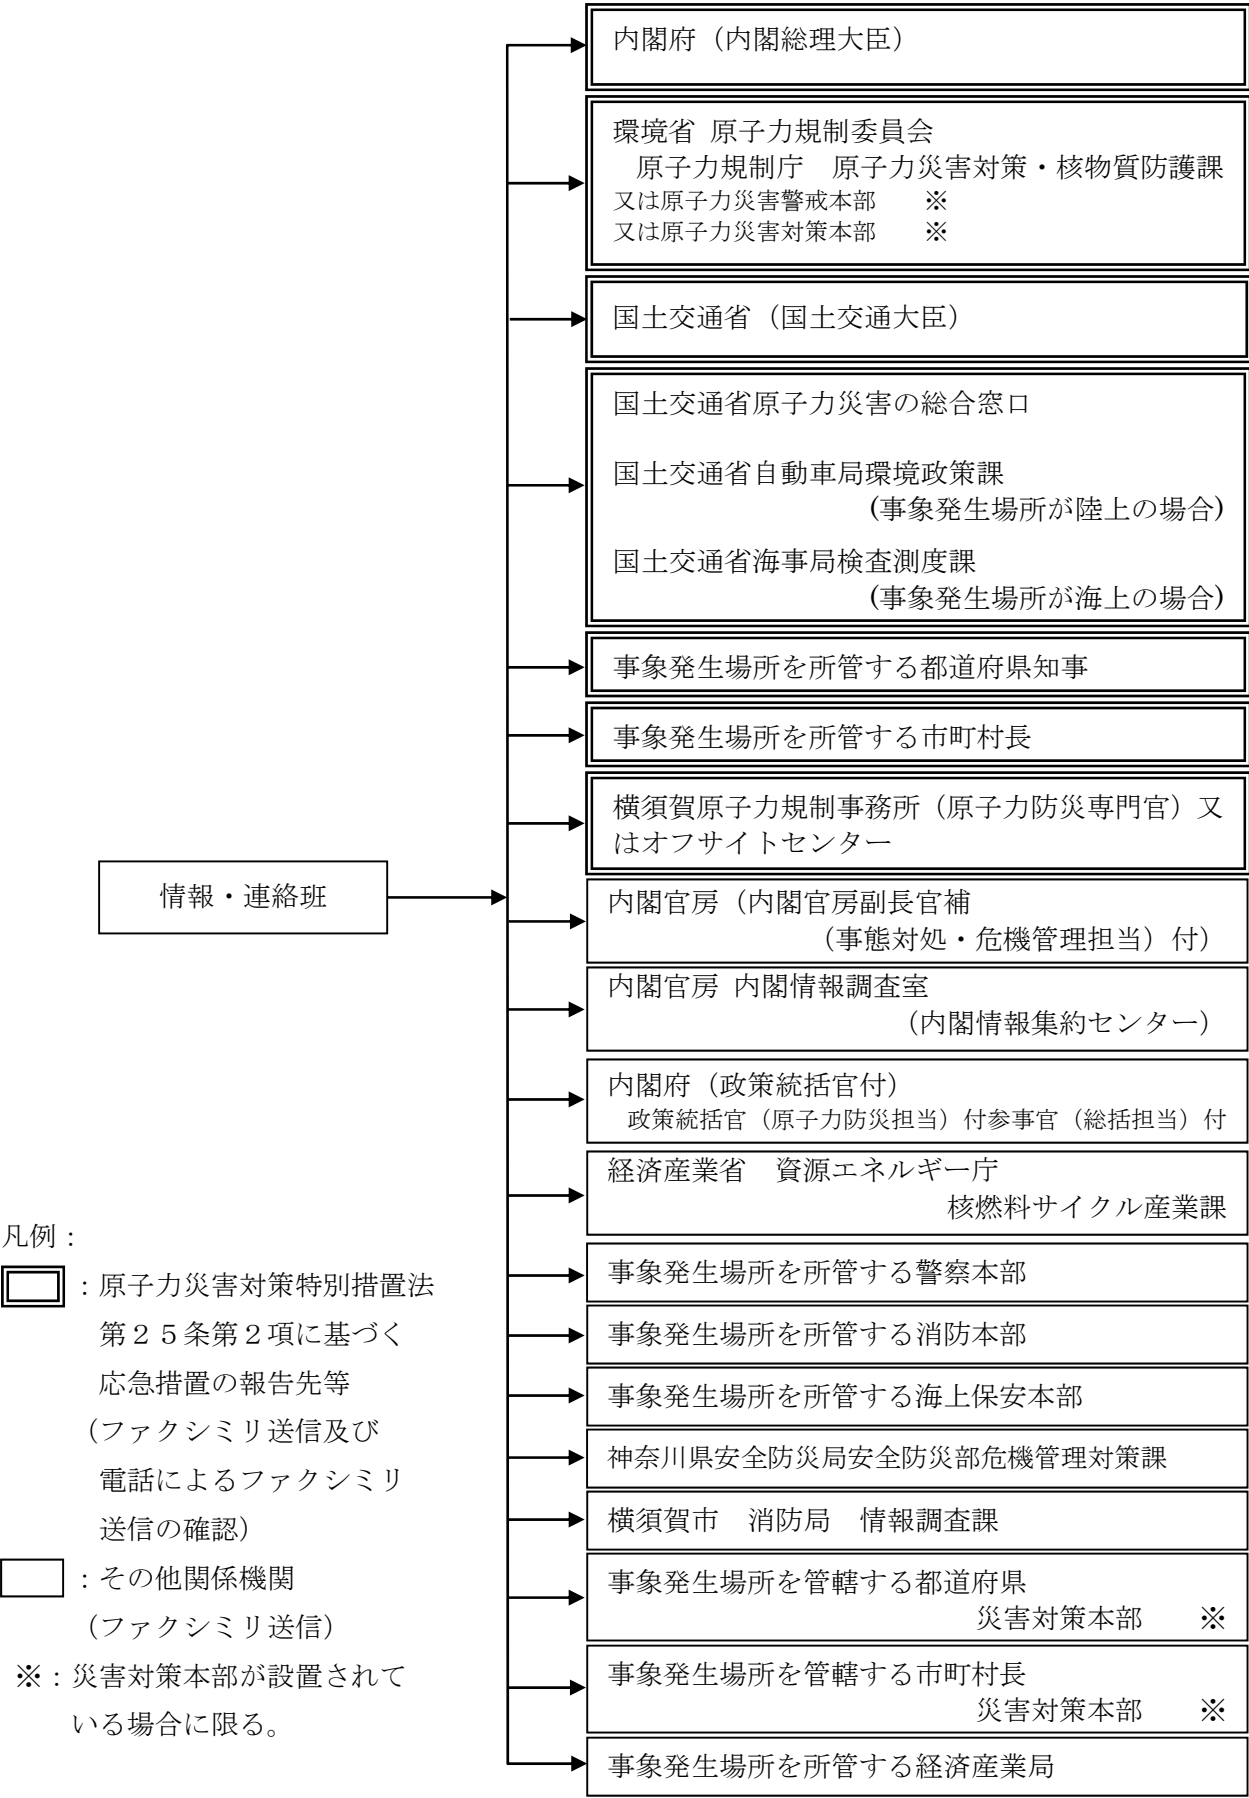 内閣府（内閣総理大臣）
環境省 原子力規制委員会
原子力規制庁　原子力災害対策・核物質防護課
又は原子力災害警戒本部　　※
又は原子力災害対策本部　　※
国土交通省（国土交通大臣）
国土交通省原子力災害の総合窓口
国土交通省自動車局環境政策課
(事象発生場所が陸上の場合)
国土交通省海事局検査測度課
(事象発生場所が海上の場合)
事象発生場所を所管する都道府県知事
事象発生場所を所管する市町村長
横須賀原子力規制事務所（原子力防災専門官）又
はオフサイトセンター
情報・連絡班
内閣官房（内閣官房副長官補
（事態対処・危機管理担当）付）
内閣官房 内閣情報調査室
（内閣情報集約センター）
内閣府（政策統括官付）
政策統括官（原子力防災担当）付参事官（総括担当）付
経済産業省　資源エネルギー庁
核燃料サイクル産業課
事象発生場所を所管する警察本部
事象発生場所を所管する消防本部
事象発生場所を所管する海上保安本部
神奈川県安全防災局安全防災部危機管理対策課
横須賀市　消防局　情報調査課
事象発生場所を管轄する都道府県
災害対策本部　　※
事象発生場所を管轄する市町村長
災害対策本部　　※
事象発生場所を所管する経済産業局
凡例：
：原子力災害対策特別措置法
第２５条第２項に基づく
応急措置の報告先等
（ファクシミリ送信及び
電話によるファクシミリ
送信の確認）
：その他関係機関
（ファクシミリ送信）
※：災害対策本部が設置されて
いる場合に限る。